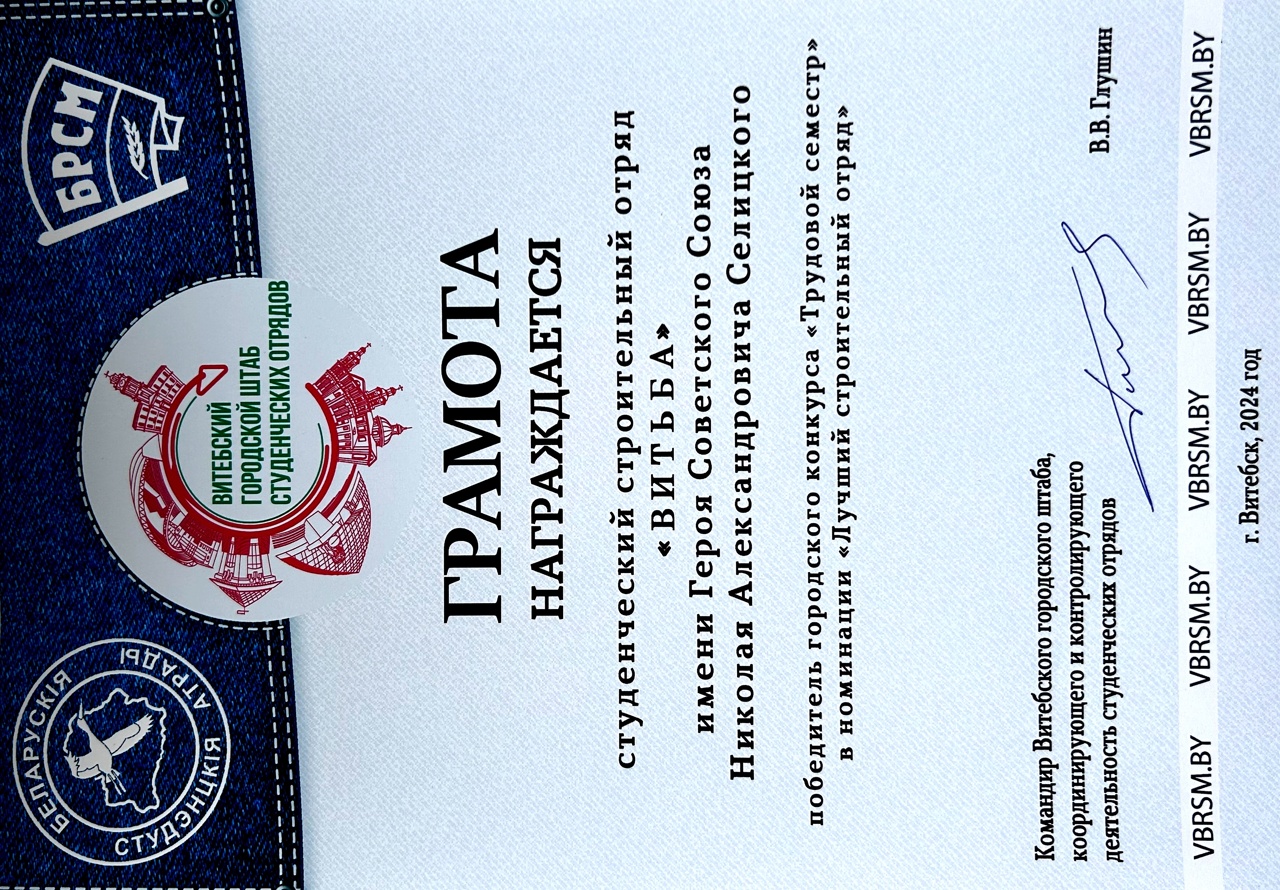 БЕЛАРУСКІЯ
СТУДЭНЦКІЯ
АТРАДЫ
ВИТЕБСКИЙ
ГОРОДСКОЙ ШТАБ
СТУДЕНЧЕСКИХ ОТРЯДОВ
БРСМ
ГРАМОТА
НАГРАЖДАЕТСЯ
студенческий строительный отряд
«ВИТЬБА»
имени Героя Советского Союза
Николая Александровича Селицкого
победитель городского конкурса «Трудовой семестр»
в номинации «Лучший строительный отряд»
Командир Витебского городского штаба,
координирующего и контролирующего
деятельность студенческих отрядов
В.В. Глушин
VBRSM.BY VBRSM.BY VBRSM.BY VBRSM.BY VBRSM.BY
г. Витебск, 2024 год